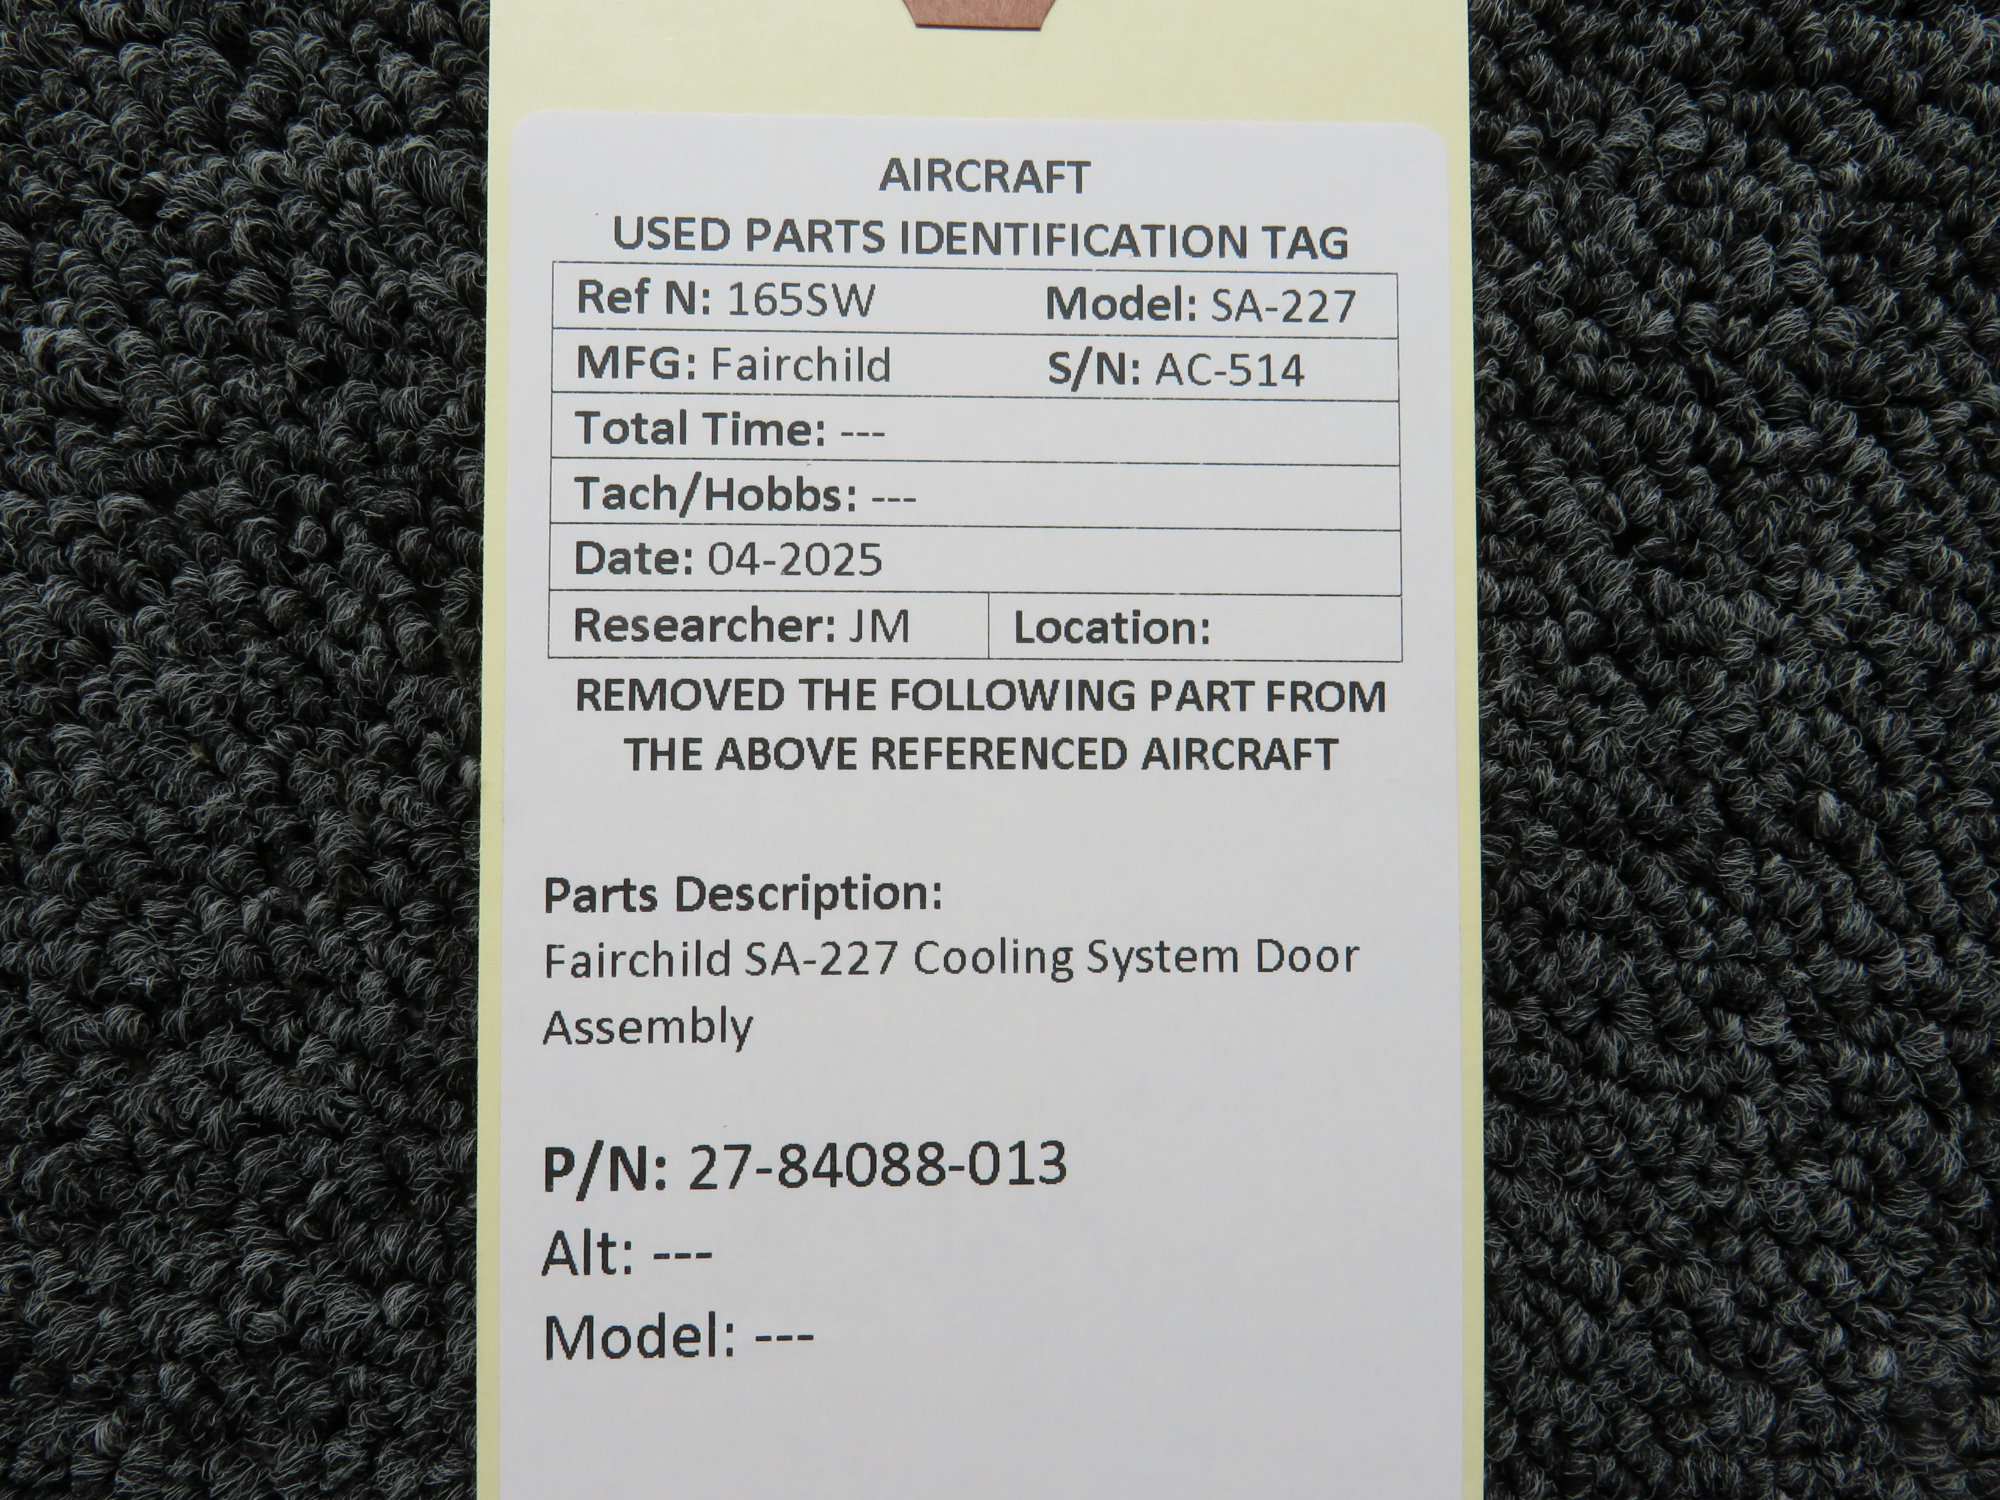 AIRCRAFT
USED PARTS IDENTIFICATION TAG
Ref N: 165SW Model: SA-227
MFG: Fairchild S/N: AC-514
Total Time: ---
Tach/Hobbs: ---
Date: 04-2025
Researcher: JM Location:
REMOVED THE FOLLOWING PART FROM
THE ABOVE REFERENCED AIRCRAFT
Parts Description:
Fairchild SA-227 Cooling System Door
Assembly
P/N: 27-84088-013
Alt: ---
Model: ---